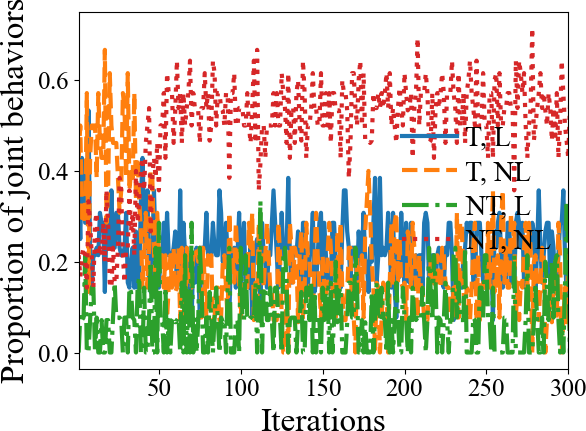 Proportion of joint behaviors
0.6
0.4
0.2
0.0
T, L
T, NL
NT, L
NT, NL
50
100
150
200
250
300
Iterations